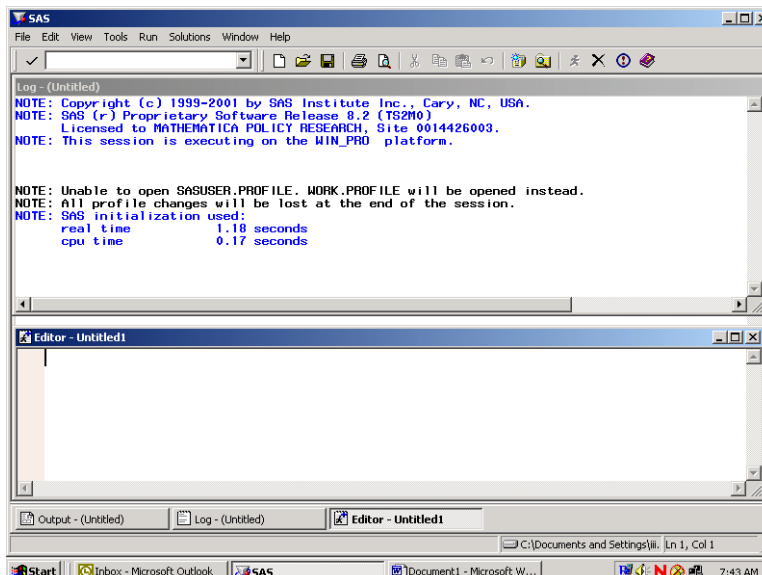 SAS
File Edit View Tools Run Solutions Window Help
Log - (Untitled)
NOTE: Copyright (c) 1999-2001 by SAS Institute Inc., Cary, NC, USA.
NOTE: SAS (r) Proprietary Software Release 8.2 (TS2M0)
Licensed to MATHEMATICA POLICY RESEARCH, Site 0014426003.
NOTE: This session is executing on the WIN_PRO platform.
NOTE: Unable to open SASUSER.PROFILE. WORK.PROFILE will be opened instead.
NOTE: All profile changes will be lost at the end of the session.
NOTE: SAS initialization used:
real time 1.18 seconds
cpu time 0.17 seconds
Editor - Untitled1
Output - (Untitled) Log - (Untitled) Editor - Untitled1
C:\Documents and Settings\iii. Ln 1, Col 1
Start Inbox - Microsoft Outlook SAS Document1 - Microsoft W... 7:43 AM